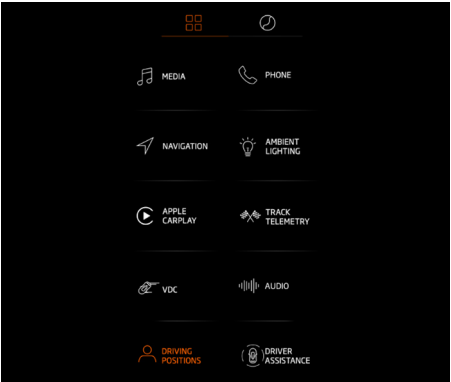 MEDIA
PHONE
NAVIGATION
AMBIENT
LIGHTING
APPLE
CARPLAY
TRACK
TELEMETRY
VDC
AUDIO
DRIVING
POSITIONS
DRIVER
ASSISTANCE